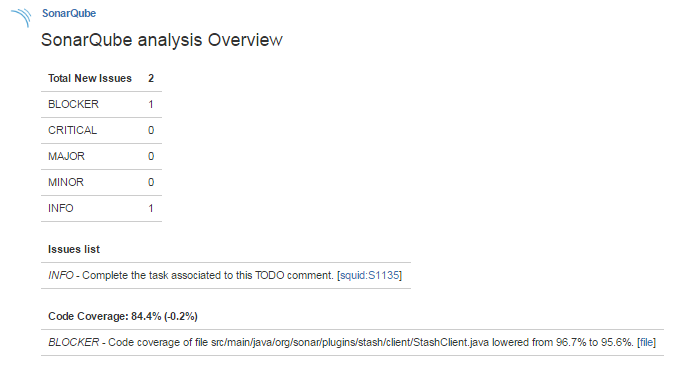 SonarQube
SonarQube analysis Overview
Total New Issues 2
BLOCKER 1
CRITICAL 0
MAJOR 0
MINOR 0
INFO 1
Issues list
INFO - Complete the task associated to this TODO comment. [squid:S1135]
Code Coverage: 84.4% (-0.2%)
BLOCKER - Code coverage of file src/main/java/org/sonar/plugins/stash/client/StashClient.java lowered from 96.7% to 95.6%. [file]